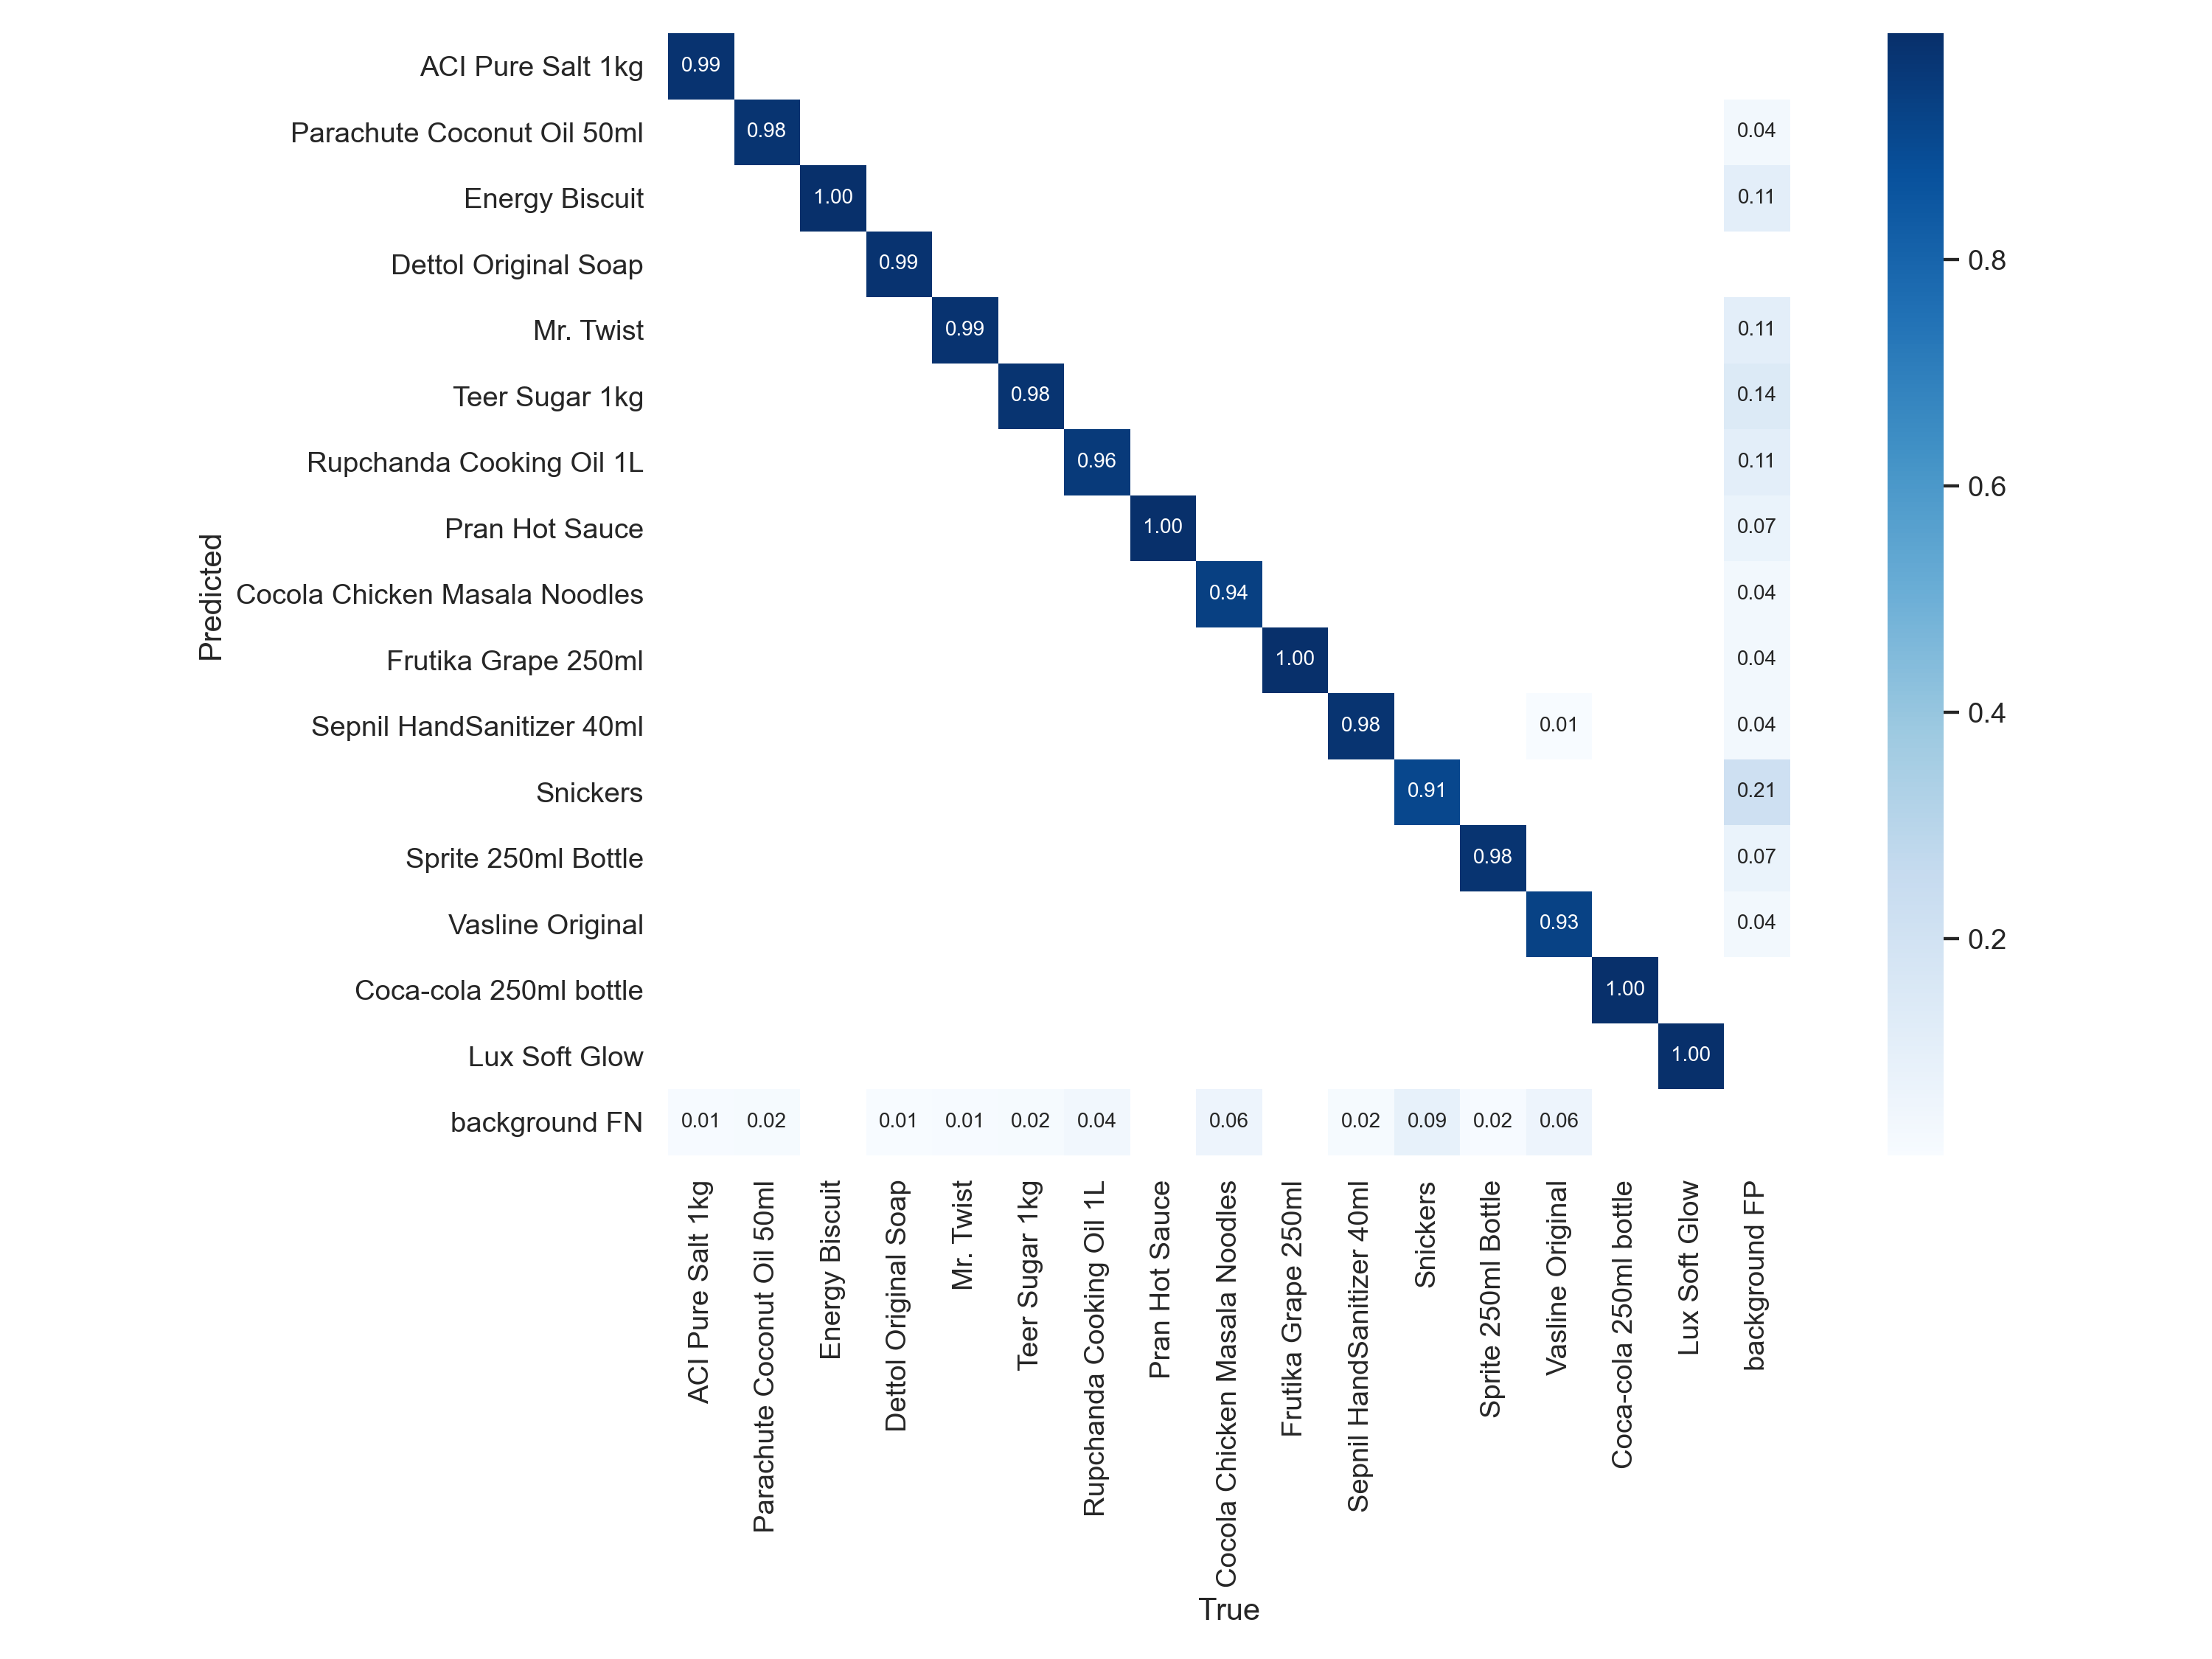 ACI Pure Salt 1kg 0.99
Parachute Coconut Oil 50ml 0.98 0.04
Energy Biscuit 1.00 0.11
Dettol Original Soap 0.99
Mr. Twist 0.99 0.11
Teer Sugar 1kg 0.98 0.14
Rupchanda Cooking Oil 1L 0.96 0.11
Pran Hot Sauce 1.00 0.07
Cocola Chicken Masala Noodles 0.94 0.04
Frutika Grape 250ml 1.00 0.04
Sepnil HandSanitizer 40ml 0.98 0.01 0.04
Snickers 0.91 0.21
Sprite 250ml Bottle 0.98 0.07
Vasline Original 0.93 0.04
Coca-cola 250ml bottle 1.00
Lux Soft Glow 1.00
background FN 0.01 0.02 0.01 0.01 0.02 0.04 0.06 0.02 0.09 0.02 0.06
Predicted
ACI Pure Salt 1kg
Parachute Coconut Oil 50ml
Energy Biscuit
Dettol Original Soap
Mr. Twist
Teer Sugar 1kg
Rupchanda Cooking Oil 1L
Pran Hot Sauce
Cocola Chicken Masala Noodles
Frutika Grape 250ml
Sepnil HandSanitizer 40ml
Snickers
Sprite 250ml Bottle
Vasline Original
Coca-cola 250ml bottle
Lux Soft Glow
background FP
True
0.8
0.6
0.4
0.2